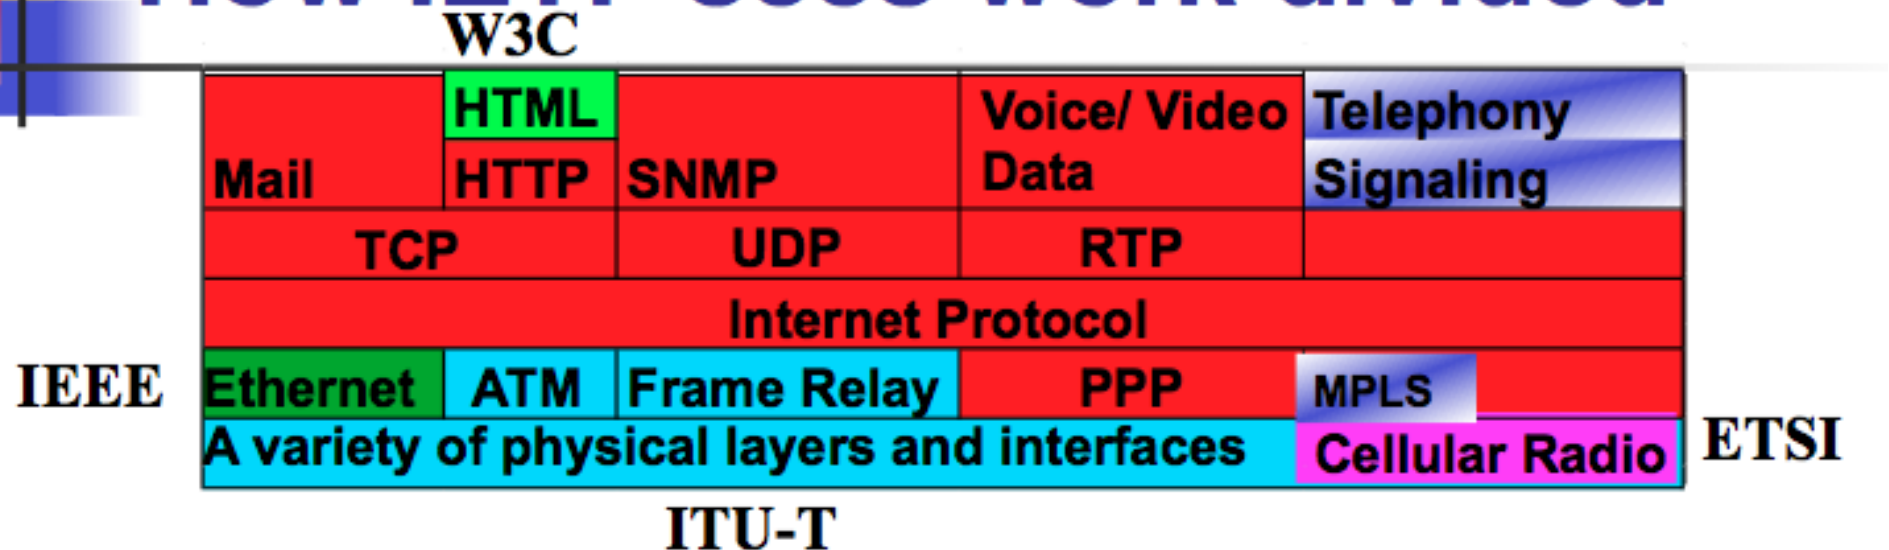 W3C
HTML
Voice/ Video
Telephony
Mail
HTTP
SNMP
Data
Signaling
TCP
UDP
RTP
Internet Protocol
IEEE
Ethernet
ATM
Frame Relay
PPP
MPLS
A variety of physical layers and interfaces
Cellular Radio
ETSI
ITU-T